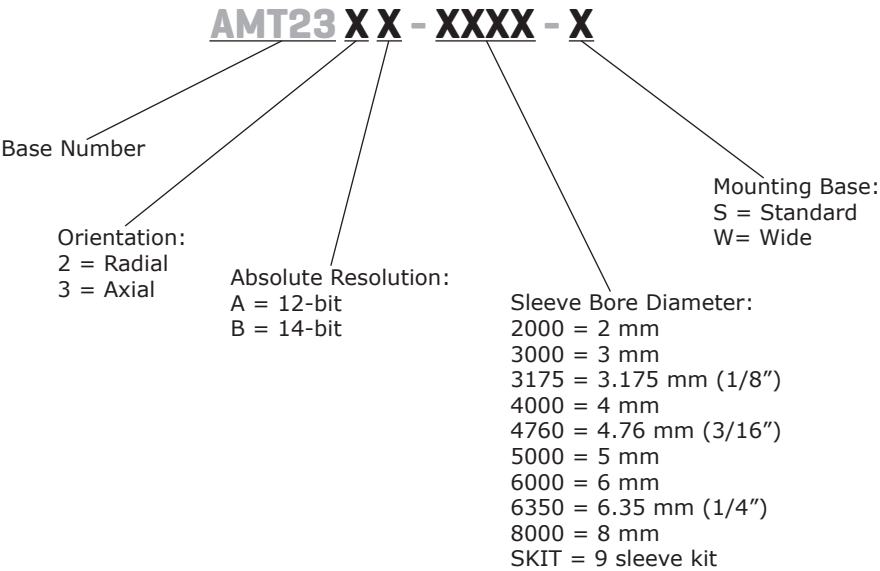 AMT23 X X - XXXX - X
Base Number
Orientation:
2 = Radial
3 = Axial
Absolute Resolution:
A = 12-bit
B = 14-bit
Sleeve Bore Diameter:
2000 = 2 mm
3000 = 3 mm
3175 = 3.175 mm (1/8”)
4000 = 4 mm
4760 = 4.76 mm (3/16”)
5000 = 5 mm
6000 = 6 mm
6350 = 6.35 mm (1/4”)
8000 = 8 mm
SKIT = 9 sleeve kit
Mounting Base:
S = Standard
W= Wide